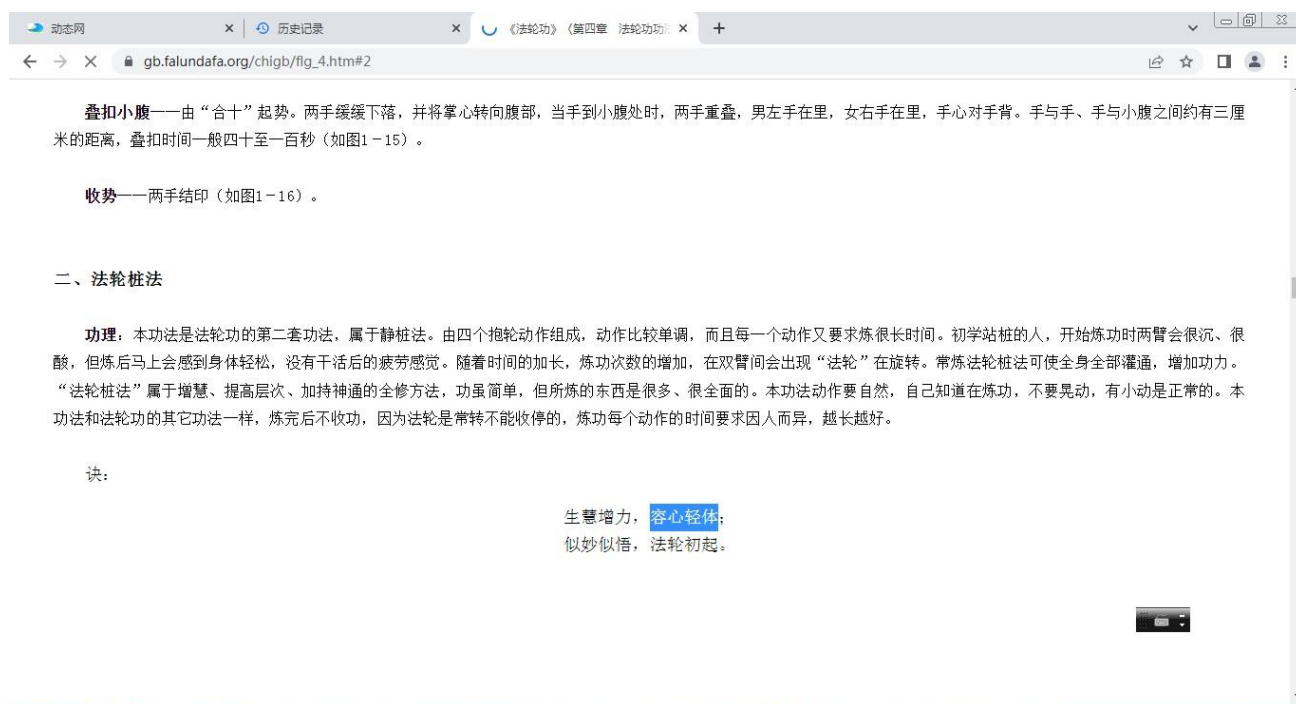 动态网
历史记录
《法轮功》（第四章 法轮功功法
gb.falundafa.org/chigb/flg_4.htm#2
叠扣小腹——由“合十”起势。两手缓缓下落，并将掌心转向腹部，当手到小腹处时，两手重叠，男左手在里，女右手在里，手心对手背。手与手、手与小腹之间约有三厘
米的距离，叠扣时间一般四十至一百秒（如图1－15）。
收势——两手结印（如图1－16）。
二、法轮桩法
功理：本功法是法轮功的第二套功法，属于静桩法。由四个抱轮动作组成，动作比较单调，而且每一个动作又要求炼很长时间。初学站桩的人，开始炼功时两臂会很沉、很
酸，但炼后马上会感到身体轻松，没有干活后的疲劳感觉。随着时间的加长，炼功次数的增加，在双臂间会出现“法轮”在旋转。常炼法轮桩法可使全身全部灌通，增加功力。
“法轮桩法”属于增慧、提高层次、加持神通的全修方法，功虽简单，但所炼的东西是很多、很全面的。本功法动作要自然，自己知道在炼功，不要晃动，有小动是正常的。本
功法和法轮功的其它功法一样，炼完后不收功，因为法轮是常转不能收停的，炼功每个动作的时间要求因人而异，越长越好。
诀：
生慧增力，容心轻体；
似妙似悟，法轮初起。